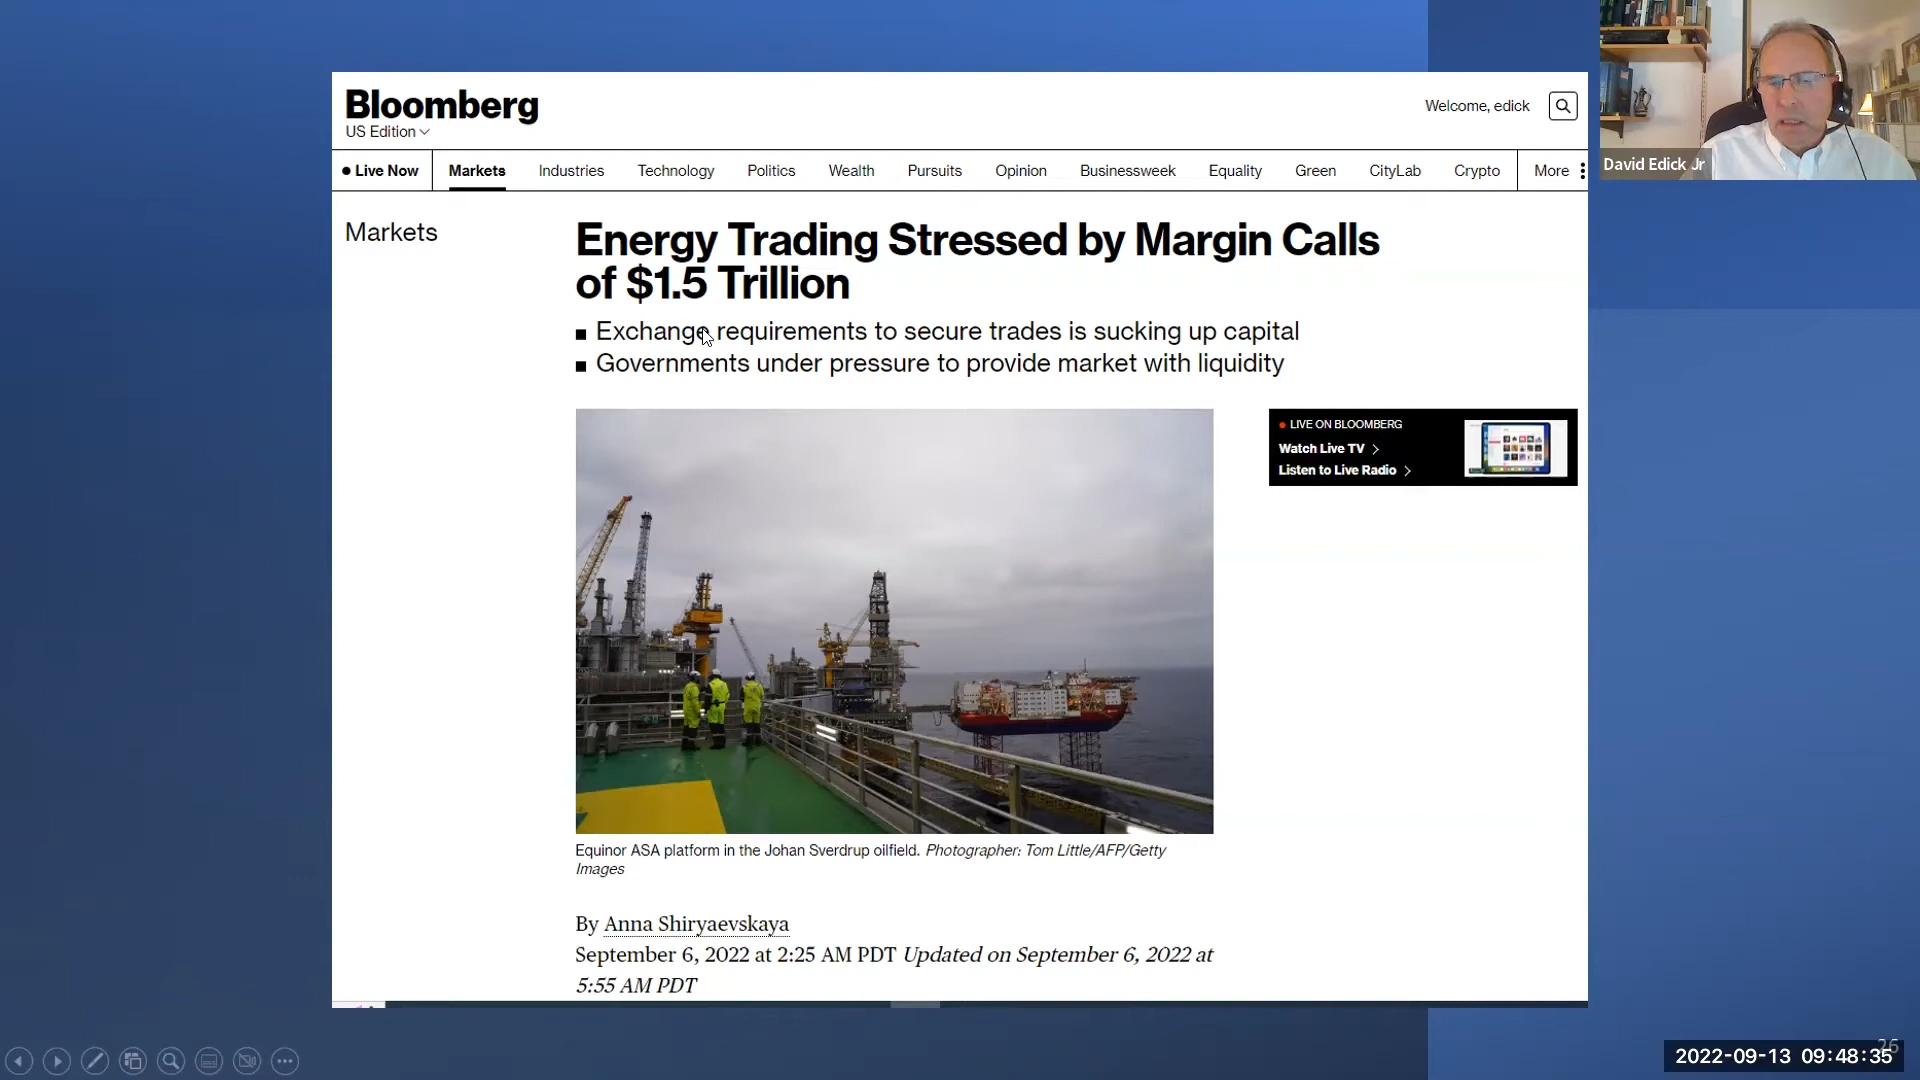 Bloomberg
US Edition
Welcome, edick
Live Now
Markets
Industries
Technology
Politics
Wealth
Pursuits
Opinion
Businessweek
Equality
Green
CityLab
Crypto
More
David Edick Jr
Markets
Energy Trading Stressed by Margin Calls
of $1.5 Trillion
Exchange requirements to secure trades is sucking up capital
Governments under pressure to provide market with liquidity
LIVE ON BLOOMBERG
Watch Live TV
Listen to Live Radio
Equinor ASA platform in the Johan Sverdrup oilfield. Photographer: Tom Little/AFP/Getty
Images
By Anna Shiryaevskaya
September 6, 2022 at 2:25 AM PDT Updated on September 6, 2022 at
5:55 AM PDT
26
2022-09-13 09:48:35